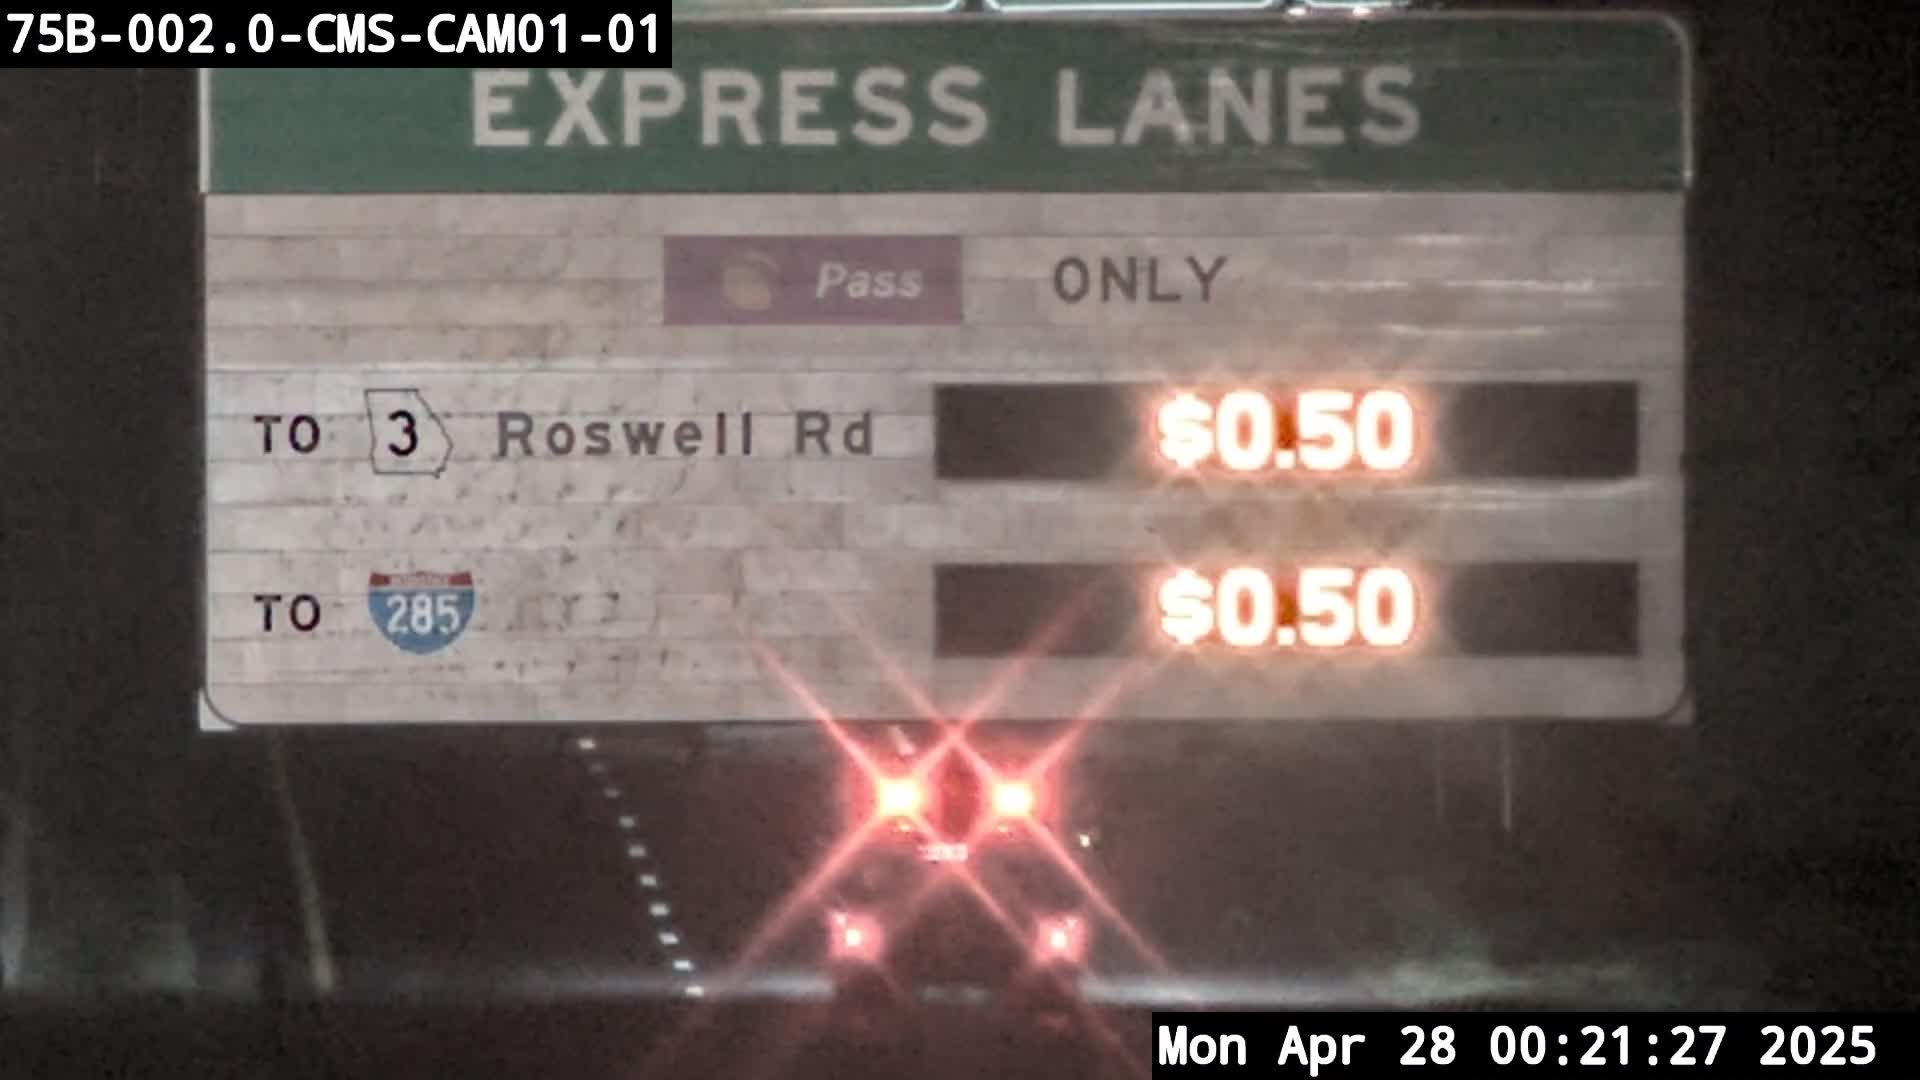 75B-002.0-CMS-CAM01-01
EXPRESS LANES
Pass ONLY
TO 3 Roswell Rd $0.50
TO 285 $0.50
Mon Apr 28 00:21:27 2025